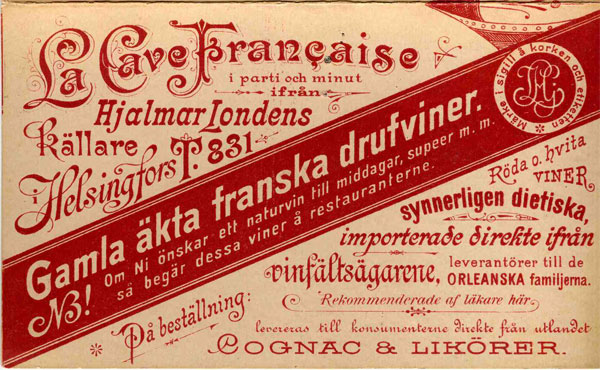 La Cave Française
i parti och minut
ifrån
Hjalmar Londens
Källare
i Helsingfors T. 831
Märke i sigill å korken och etiketten
Gamla äkta franska drufviner.
NB! Om Ni önskar ett naturvin till middagar, supeer m. m.
så begär dessa viner å restauranterne.
Röda o. hvita
VINER
synnerligen dietiska,
importerade direkte ifrån
vinfältsägarene, leverantörer till de
ORLEANSKA familjerna.
Rekommenderade af läkare här.
På beställning:
levereras till konsumenterne direkte från utlandet
COGNAC & LIKÖRER.